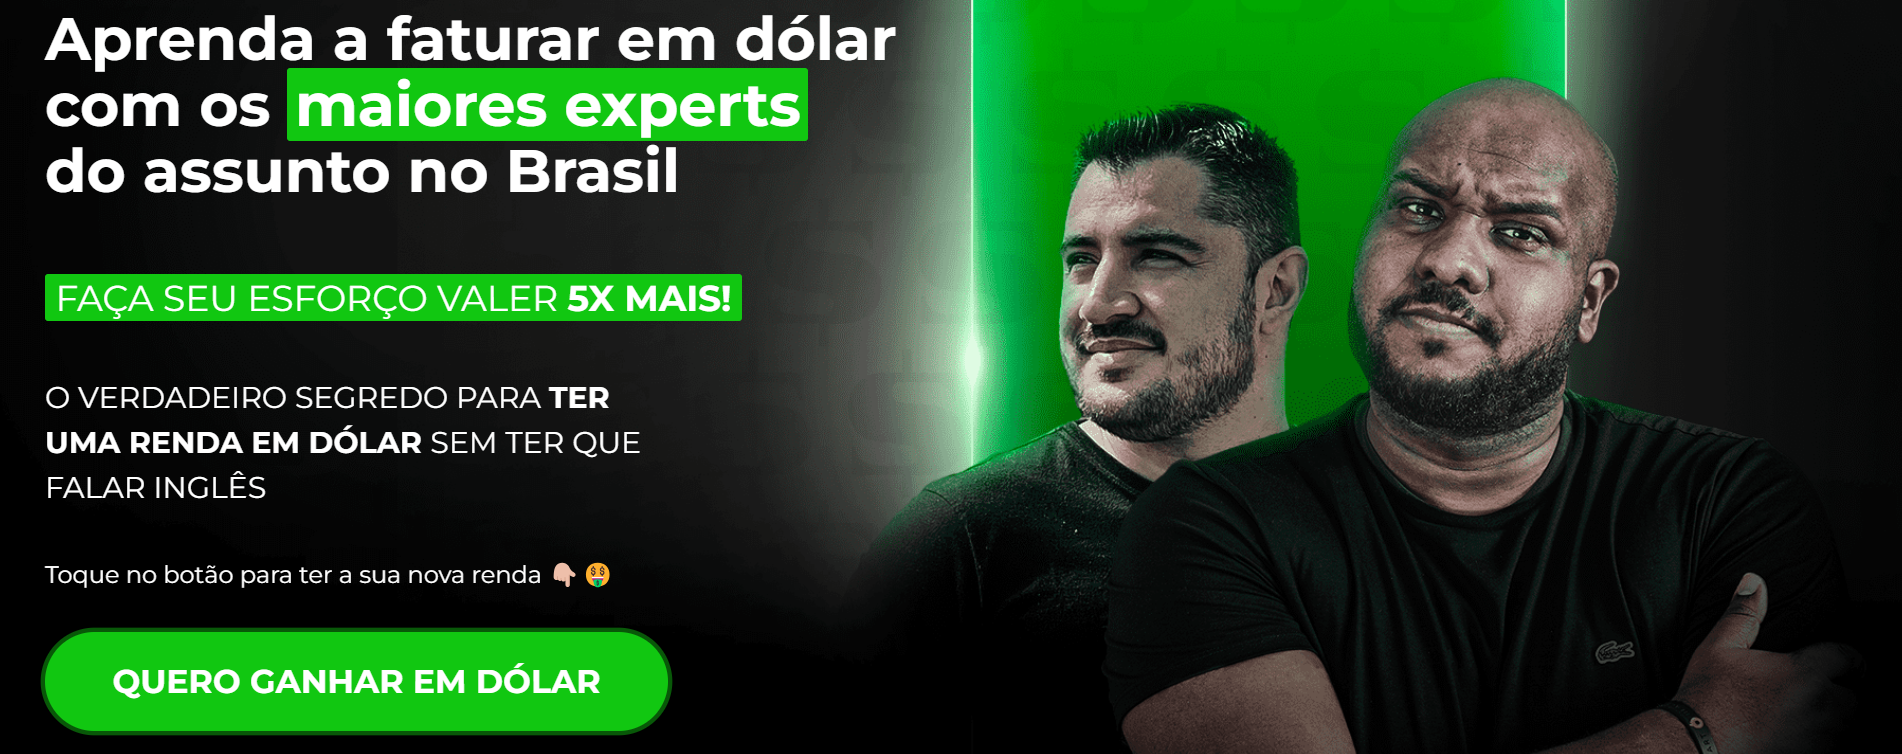 Aprenda a faturar em dólar
com os maiores experts
do assunto no Brasil
FAÇA SEU ESFORÇO VALER 5X MAIS!
O VERDADEIRO SEGREDO PARA TER
UMA RENDA EM DÓLAR SEM TER QUE
FALAR INGLÊS
Toque no botão para ter a sua nova renda 👇🏼🤑
QUERO GANHAR EM DÓLAR